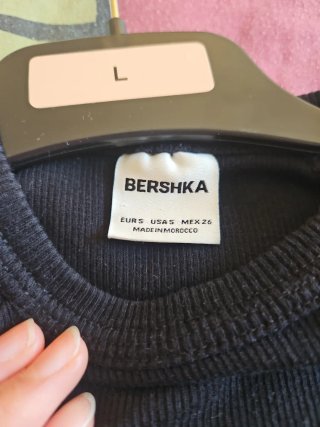 L
BERSHKA
EUR S USA S MEX 26
MADE IN MOROCCO